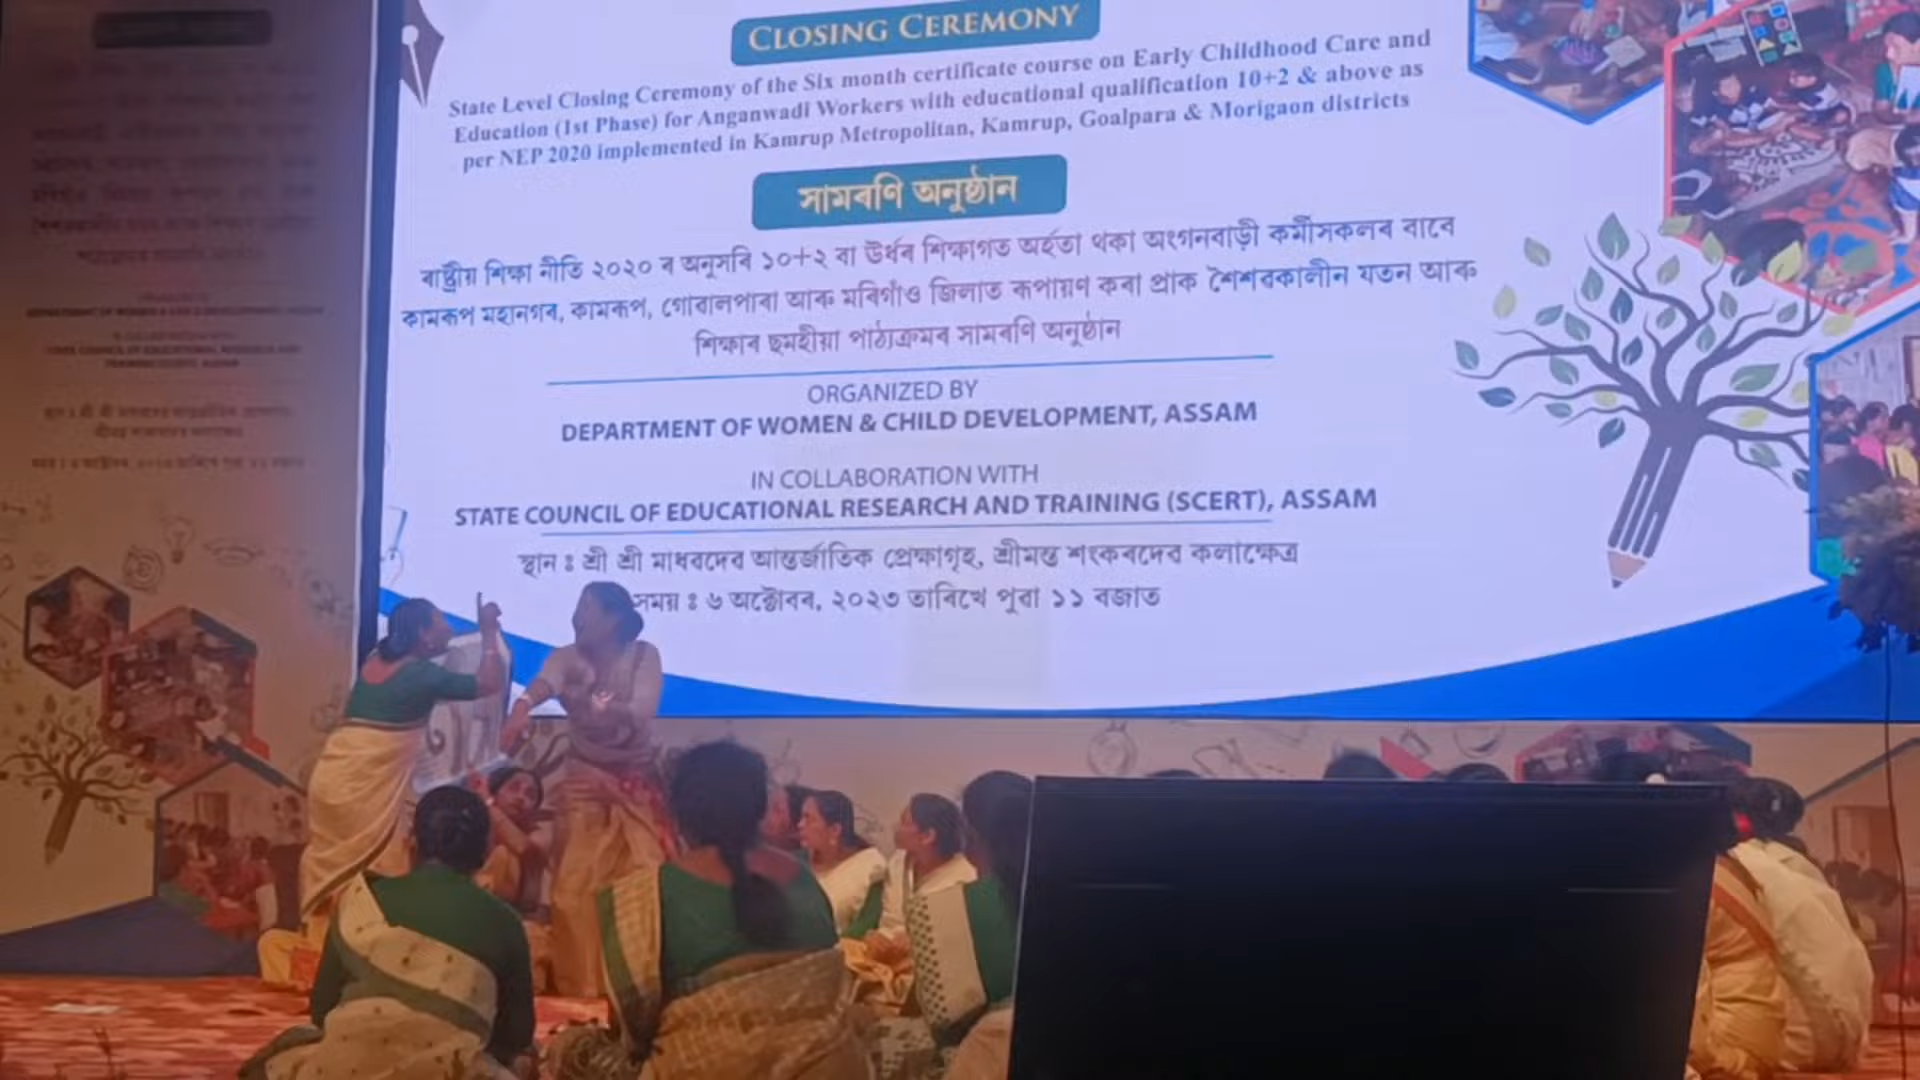 CLOSING CEREMONY
State Level Closing Ceremony of the Six month certificate course on Early Childhood Care and
Education (1st Phase) for Anganwadi Workers with educational qualification 10+2 & above as
per NEP 2020 implemented in Kamrup Metropolitan, Kamrup, Goalpara & Morigaon districts
সামৰণি অনুষ্ঠান
ৰাষ্ট্ৰীয় শিক্ষা নীতি ২০২০ ৰ অনুসৰি ১০+২ বা ঊৰ্ধৰ শিক্ষাগত অৰ্হতা থকা অংগনবাড়ী কৰ্মীসকলৰ বাবে
কামৰূপ মহানগৰ, কামৰূপ, গোৱালপাৰা আৰু মৰিগাঁও জিলাত ৰূপায়ণ কৰা প্ৰাক শৈশৱকালীন যতন আৰু
শিক্ষাৰ ছমহীয়া পাঠ্যক্ৰমৰ সামৰণি অনুষ্ঠান
ORGANIZED BY
DEPARTMENT OF WOMEN & CHILD DEVELOPMENT, ASSAM
IN COLLABORATION WITH
STATE COUNCIL OF EDUCATIONAL RESEARCH AND TRAINING (SCERT), ASSAM
স্থান ঃ শ্ৰী শ্ৰী মাধৱদেৱ আন্তৰ্জাতিক প্ৰেক্ষাগৃহ, শ্ৰীমন্ত শংকৰদেৱ কলাক্ষেত্ৰ
সময় ঃ ৬ অক্টোবৰ, ২০২৩ তাৰিখে পুৱা ১১ বজাত